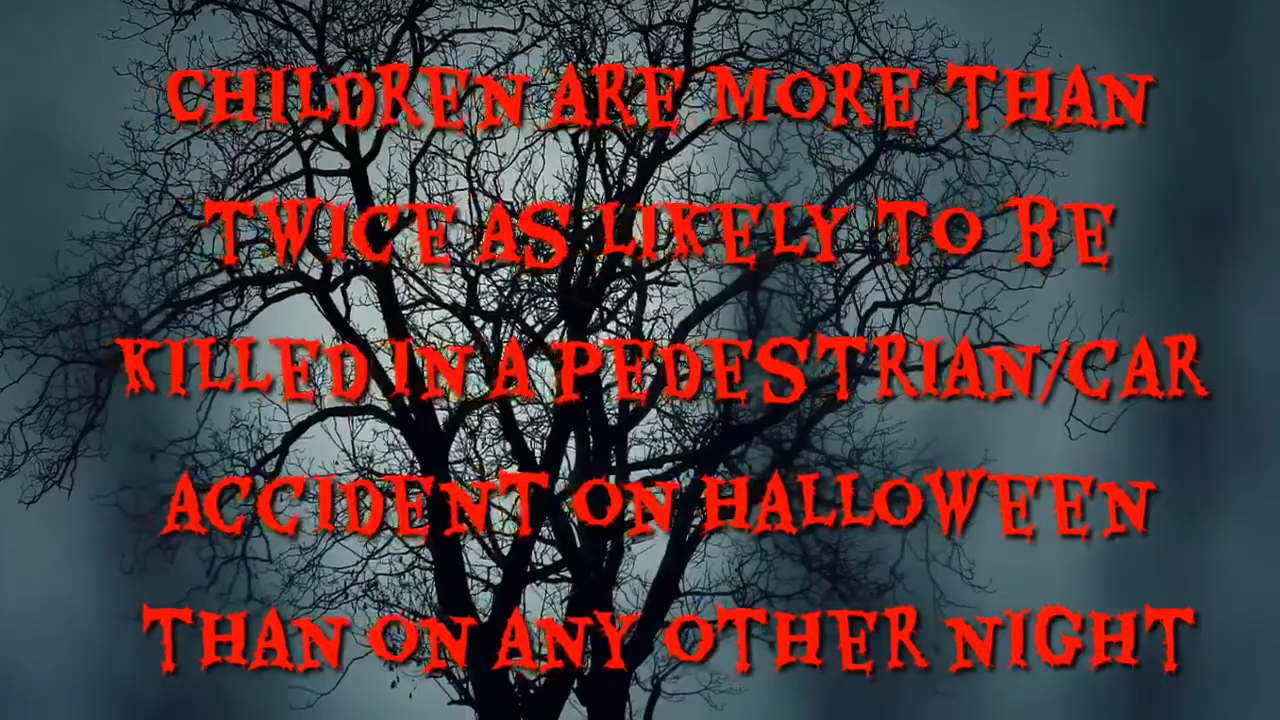 CHILDREN ARE MORE THAN
TWICE AS LIKELY TO BE
KILLED IN A PEDESTRIAN/CAR
ACCIDENT ON HALLOWEEN
THAN ON ANY OTHER NIGHT